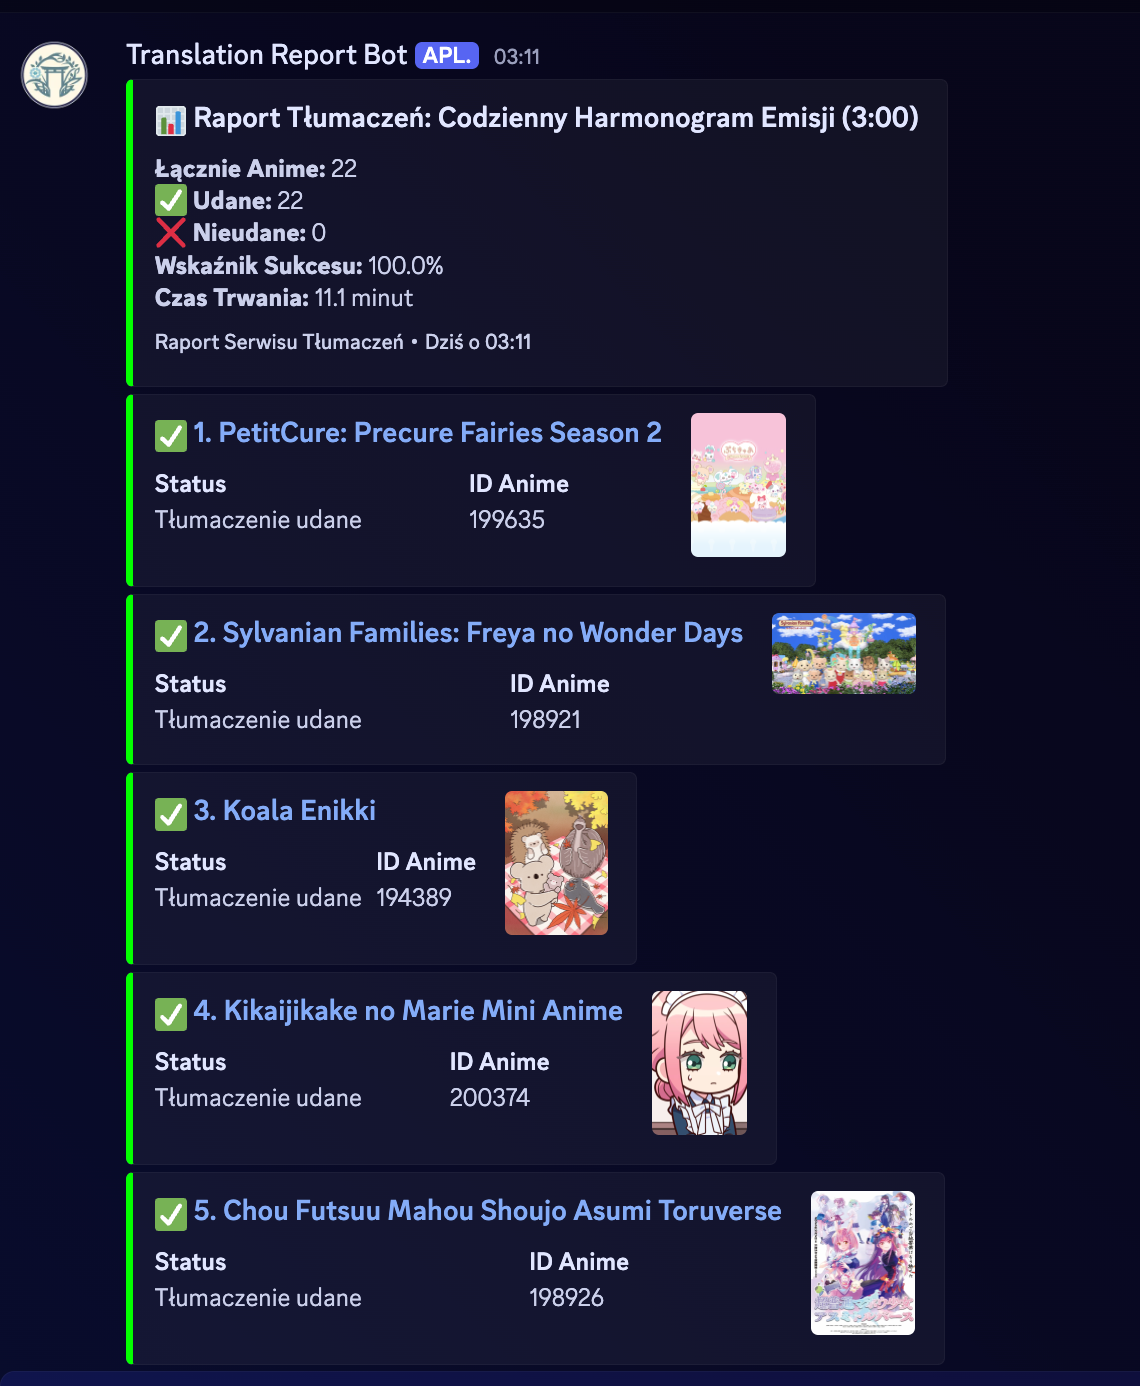 Translation Report Bot APL. 03:11
Raport Tłumaczeń: Codzienny Harmonogram Emisji (3:00)
Łącznie Anime: 22
Udane: 22
Nieudane: 0
Wskaźnik Sukcesu: 100.0%
Czas Trwania: 11.1 minut
Raport Serwisu Tłumaczeń • Dziś o 03:11
1. PetitCure: Precure Fairies Season 2
Status ID Anime
Tłumaczenie udane 199635
2. Sylvanian Families: Freya no Wonder Days
Status ID Anime
Tłumaczenie udane 198921
3. Koala Enikki
Status ID Anime
Tłumaczenie udane 194389
4. Kikaijikake no Marie Mini Anime
Status ID Anime
Tłumaczenie udane 200374
5. Chou Futsuu Mahou Shoujo Asumi Toruverse
Status ID Anime
Tłumaczenie udane 198926